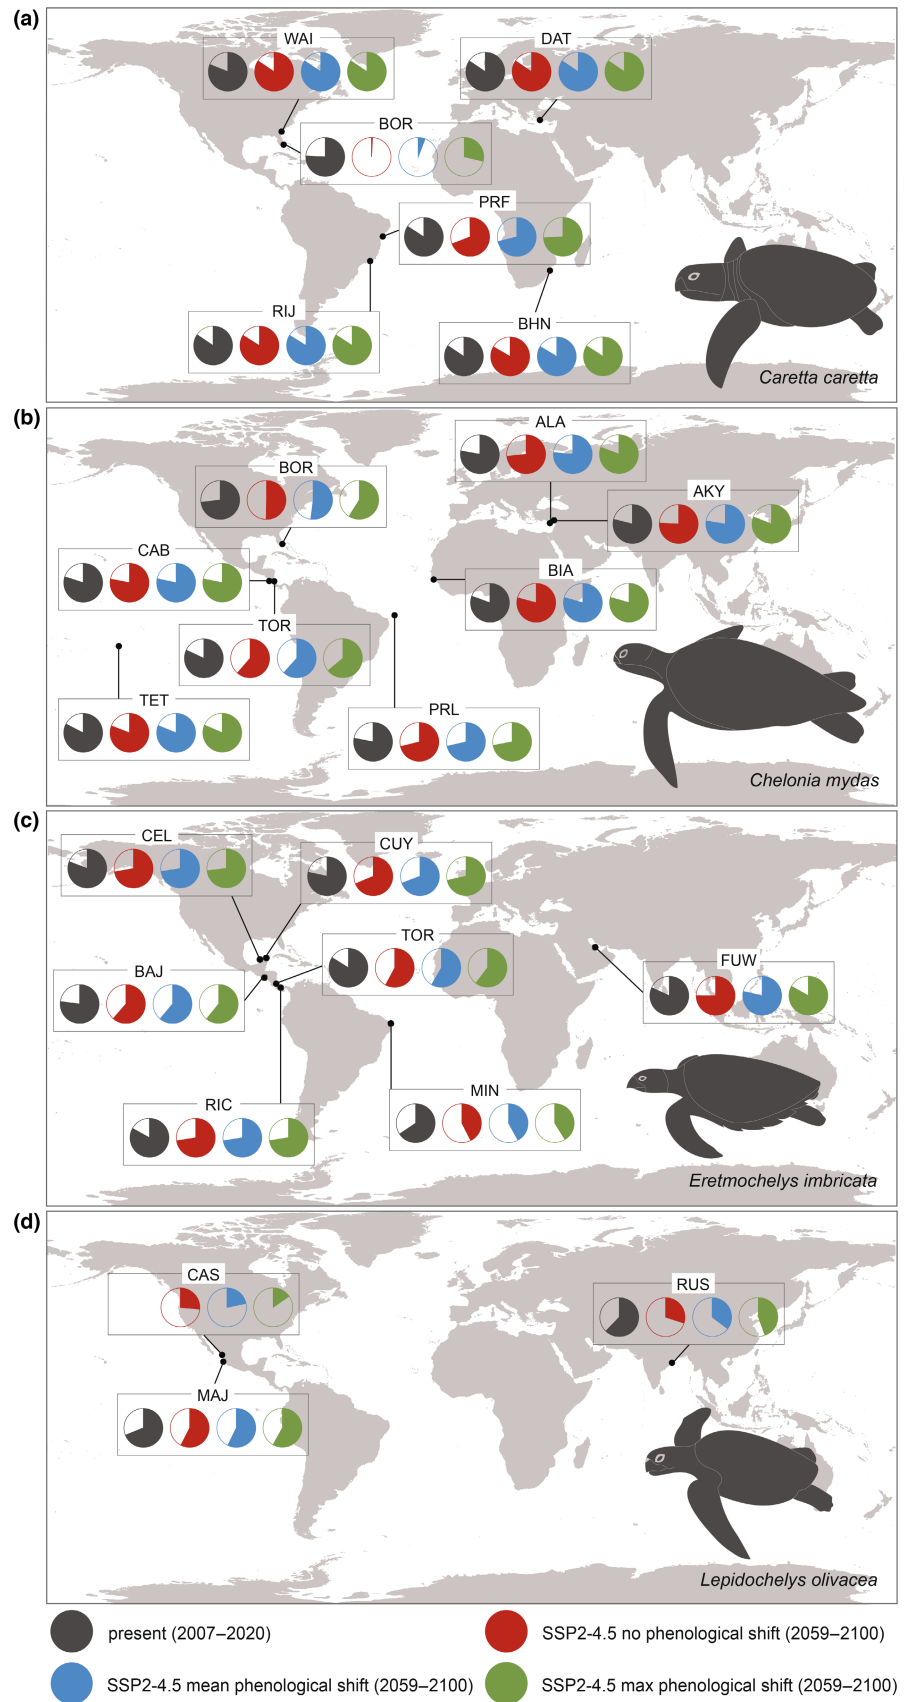 (a)
WAI
DAT
BOR
PRF
RIJ
BHN
Caretta caretta
(b)
ALA
BOR
AKY
CAB
BIA
TOR
TET
PRL
Chelonia mydas
(c)
CEL
CUY
TOR
BAJ
FUW
MIN
RIC
Eretmochelys imbricata
(d)
CAS
RUS
MAJ
Lepidochelys olivacea
present (2007–2020)
SSP2-4.5 no phenological shift (2059–2100)
SSP2-4.5 mean phenological shift (2059–2100)
SSP2-4.5 max phenological shift (2059–2100)